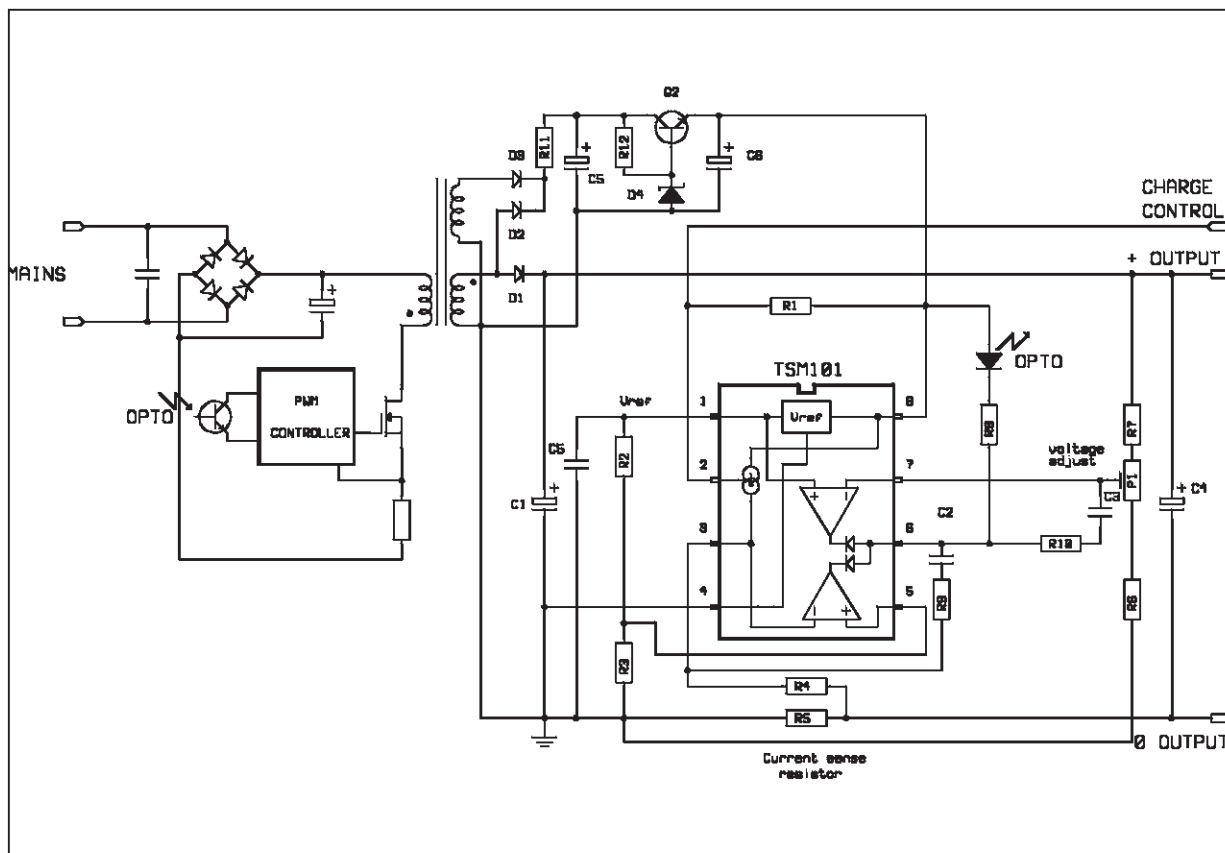 Q2
R11
C5
R12
C8
D3
D4
CHARGE
CONTROL
D2
MAINS
+ OUTPUT
D1
R1
OPTO
TSM101
OPTO
PWM
CONTROLLER
Vref
1
Vref
8
R8
R7
C6
R2
2
7
voltage
adjust
P1
C1
C3
C4
3
6
C2
R10
4
5
R9
R6
R3
R4
R5
0 OUTPUT
Current sense
resistor